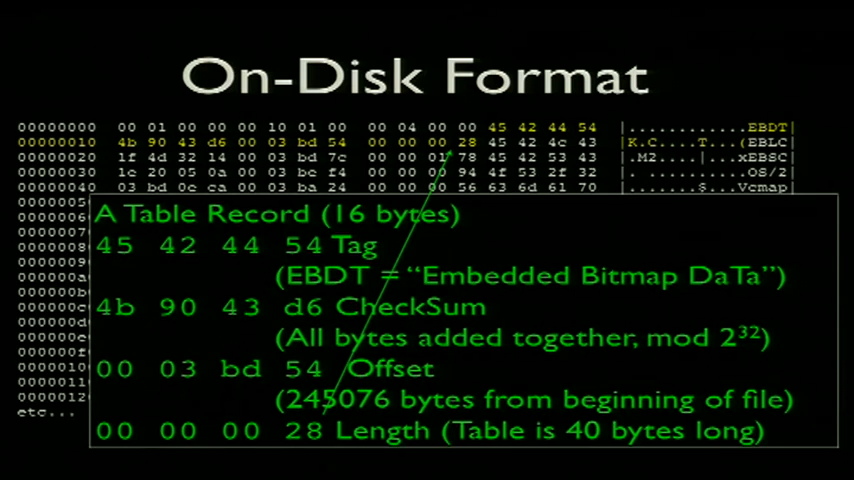 On-Disk Format
00000000 00 01 00 00 00 10 01 00 00 04 00 00 45 42 44 54 |............EBDT|
00000010 4b 90 43 d6 00 03 bd 54 00 00 00 28 45 42 4c 43 |K.C....T...(EBLC
00000020 1f 4d 32 14 00 03 bd 7c 00 00 01 78 45 42 53 43 |.M2....|...xEBSC
00000030 1c 20 05 0a 00 03 bc f4 00 00 00 94 4f 53 2f 32
00000040 03 bd 0c ca 00 03 ba 24 00 00 00 56 63 6d 61 70
A Table Record (16 bytes)
45 42 44 54 Tag
(EBDT = “Embedded Bitmap DaTa”)
4b 90 43 d6 CheckSum
(All bytes added together, mod 2³²)
00 03 bd 54 Offset
(245076 bytes from beginning of file)
00 00 00 28 Length (Table is 40 bytes long)
etc...